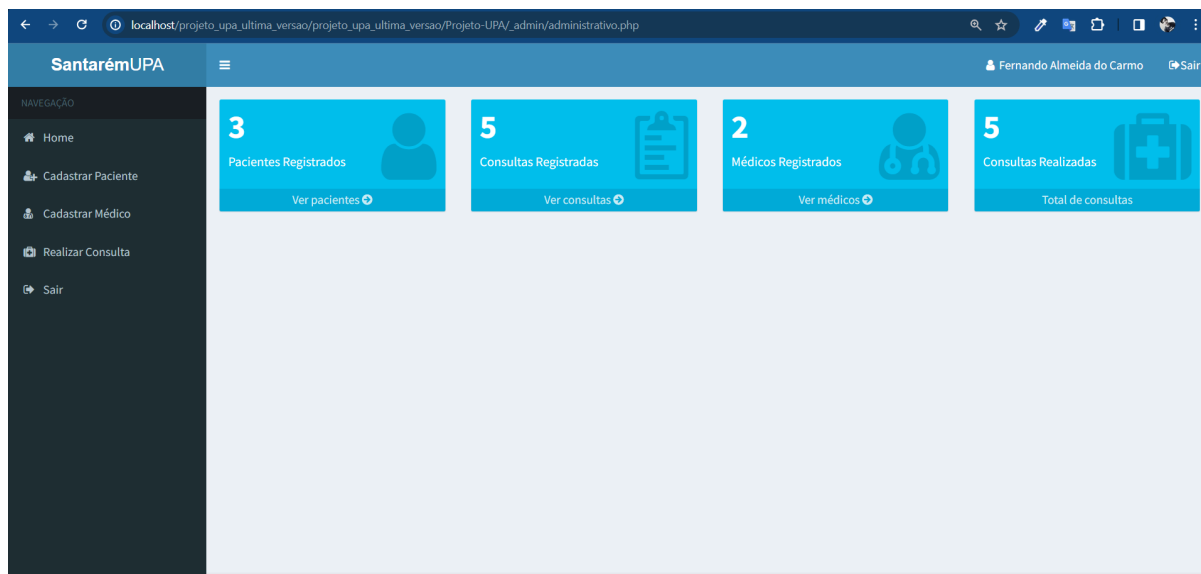 localhost/projeto_upa_ultima_versao/projeto_upa_ultima_versao/Projeto-UPA/_admin/administrativo.php
SantarémUPA
Fernando Almeida do Carmo
Sair
NAVEGAÇÃO
Home
Cadastrar Paciente
Cadastrar Médico
Realizar Consulta
Sair
3
Pacientes Registrados
Ver pacientes
5
Consultas Registradas
Ver consultas
2
Médicos Registrados
Ver médicos
5
Consultas Realizadas
Total de consultas